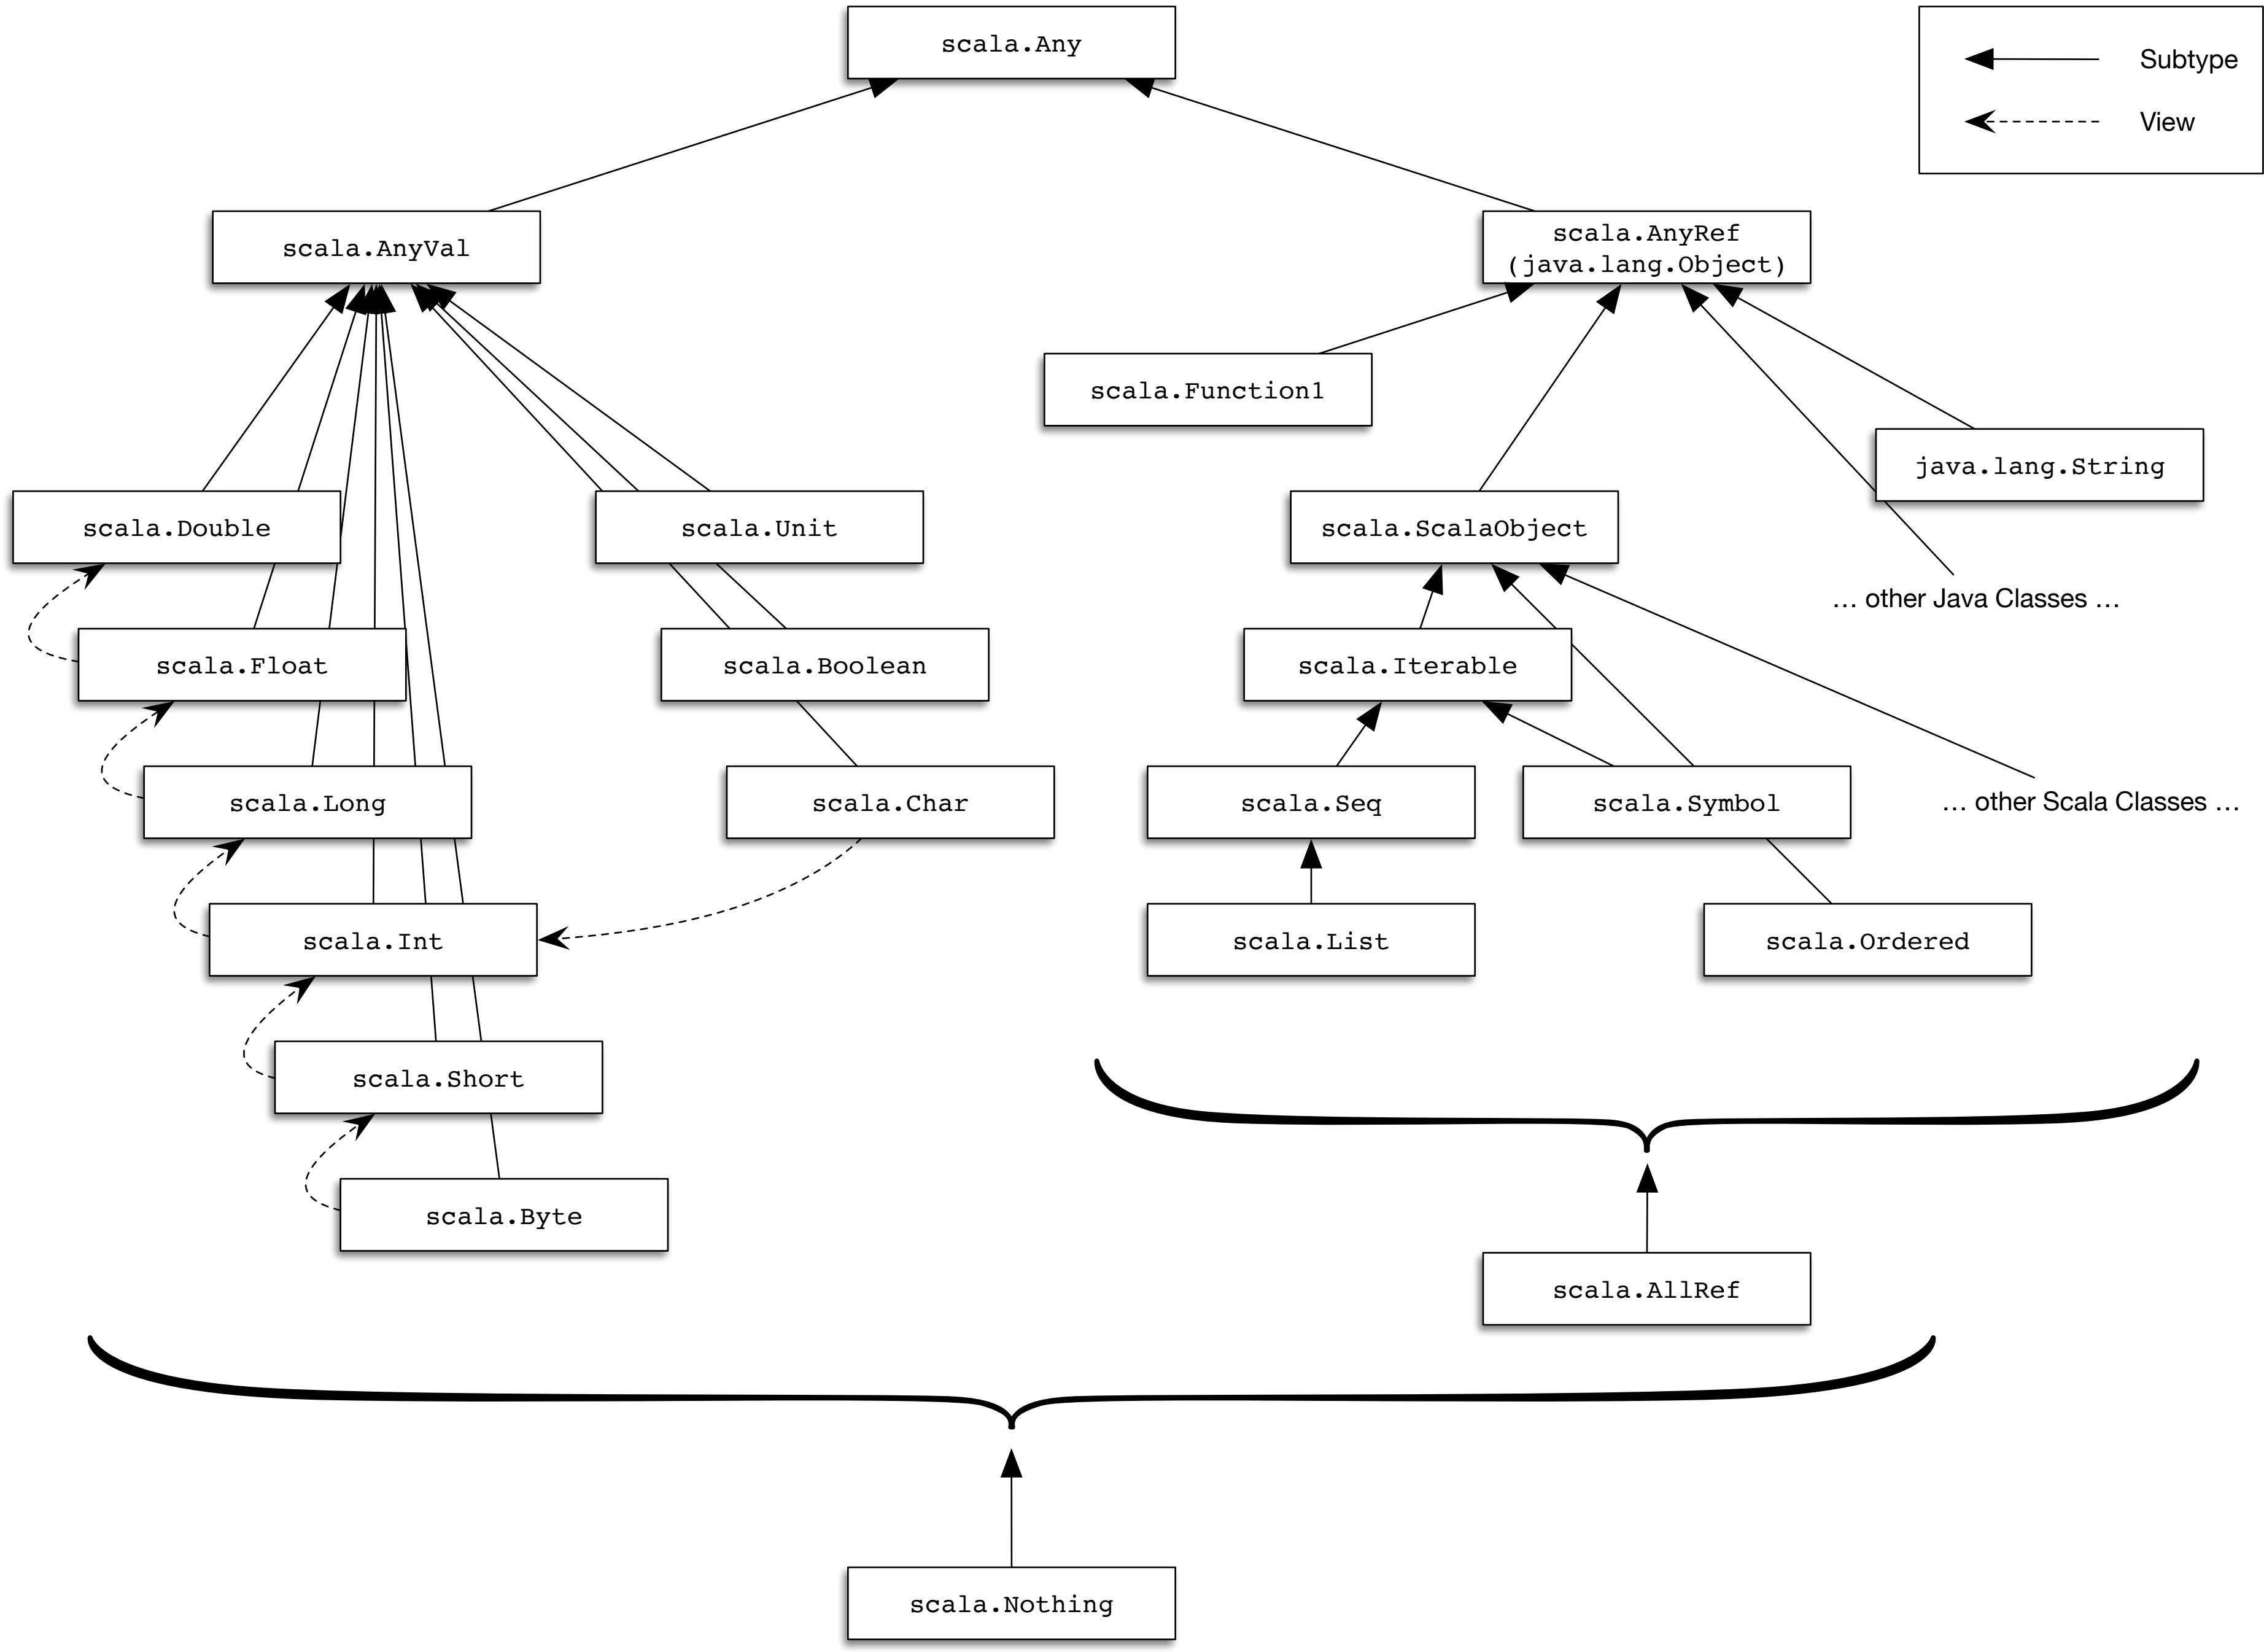 scala.Any
Subtype
View
scala.AnyVal
scala.AnyRef
(java.lang.Object)
scala.Function1
java.lang.String
scala.Double
scala.Unit
scala.ScalaObject
... other Java Classes ...
scala.Float
scala.Boolean
scala.Iterable
scala.Long
scala.Char
scala.Seq
scala.Symbol
... other Scala Classes ...
scala.Int
scala.List
scala.Ordered
scala.Short
scala.Byte
scala.AllRef
scala.Nothing